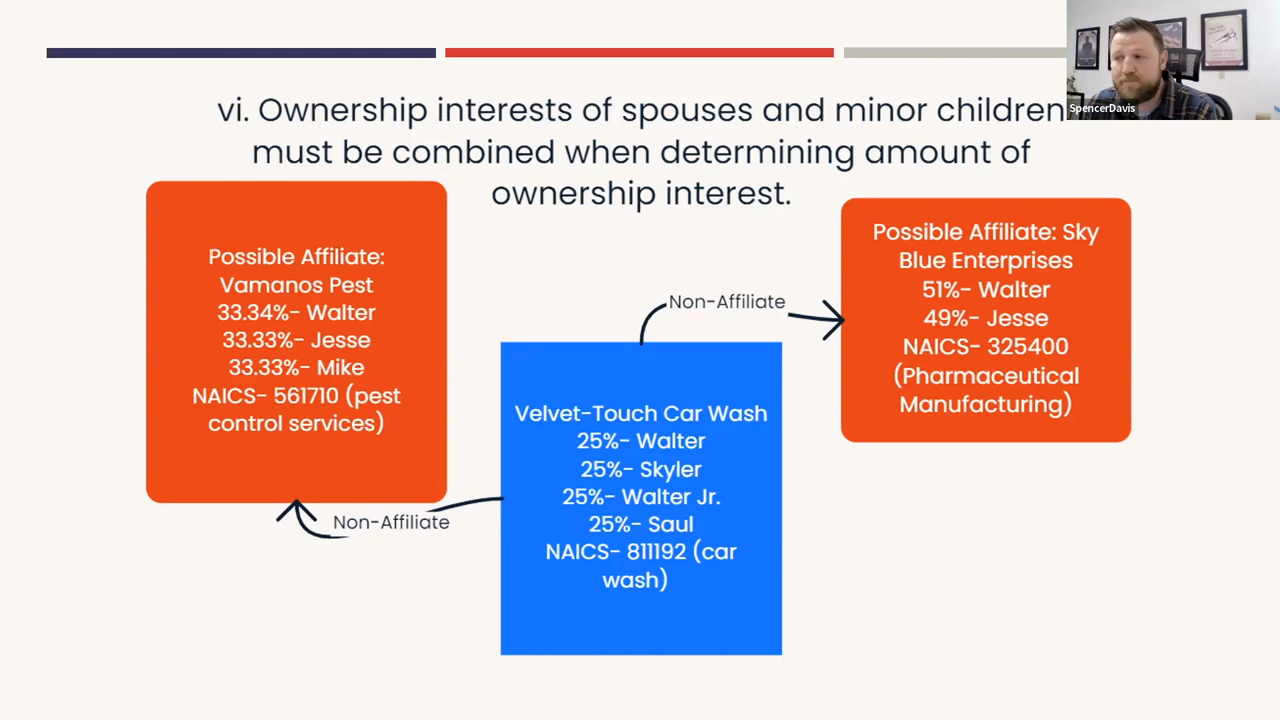 vi. Ownership interests of spouses and minor children
must be combined when determining amount of
ownership interest.
SpencerDavis
Possible Affiliate:
Vamanos Pest
33.34%- Walter
33.33%- Jesse
33.33%- Mike
NAICS- 561710 (pest
control services)
Non-Affiliate
Possible Affiliate: Sky
Blue Enterprises
51%- Walter
49%- Jesse
NAICS- 325400
(Pharmaceutical
Manufacturing)
Non-Affiliate
Velvet-Touch Car Wash
25%- Walter
25%- Skyler
25%- Walter Jr.
25%- Saul
NAICS- 811192 (car
wash)